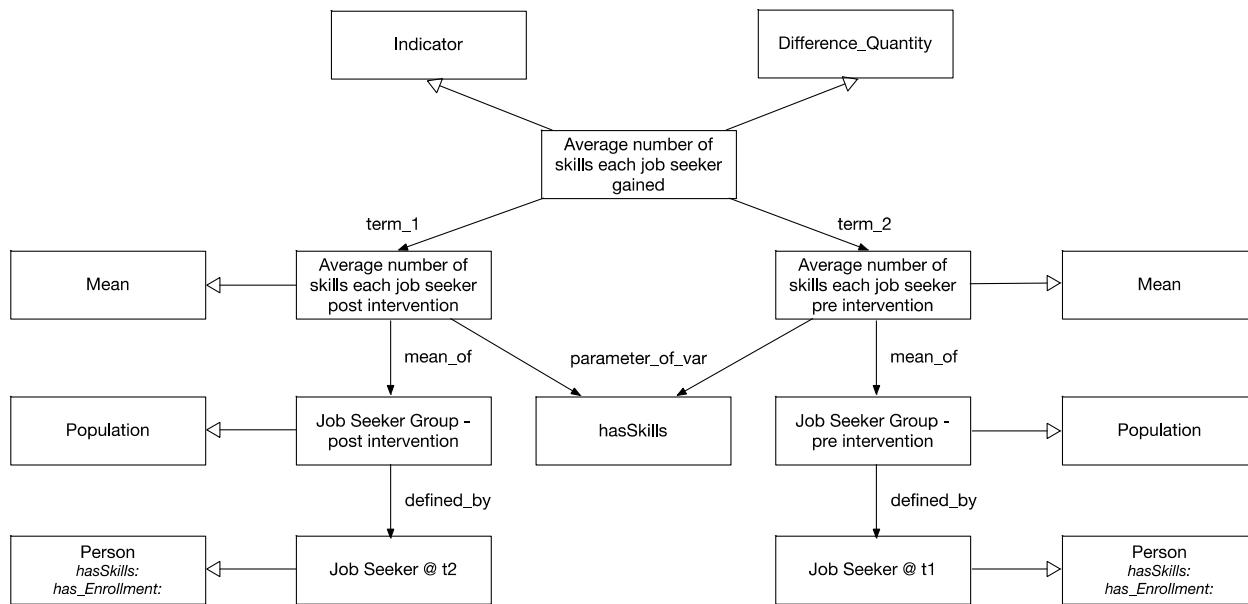 Indicator
Difference_Quantity
Average number of
skills each job seeker
gained
term_1
term_2
Mean
Average number of
skills each job seeker
post intervention
Average number of
skills each job seeker
pre intervention
Mean
mean_of
parameter_of_var
mean_of
Population
Job Seeker Group -
post intervention
hasSkills
Job Seeker Group -
pre intervention
Population
defined_by
defined_by
Person
hasSkills:
has_Enrollment:
Job Seeker @ t2
Job Seeker @ t1
Person
hasSkills:
has_Enrollment: